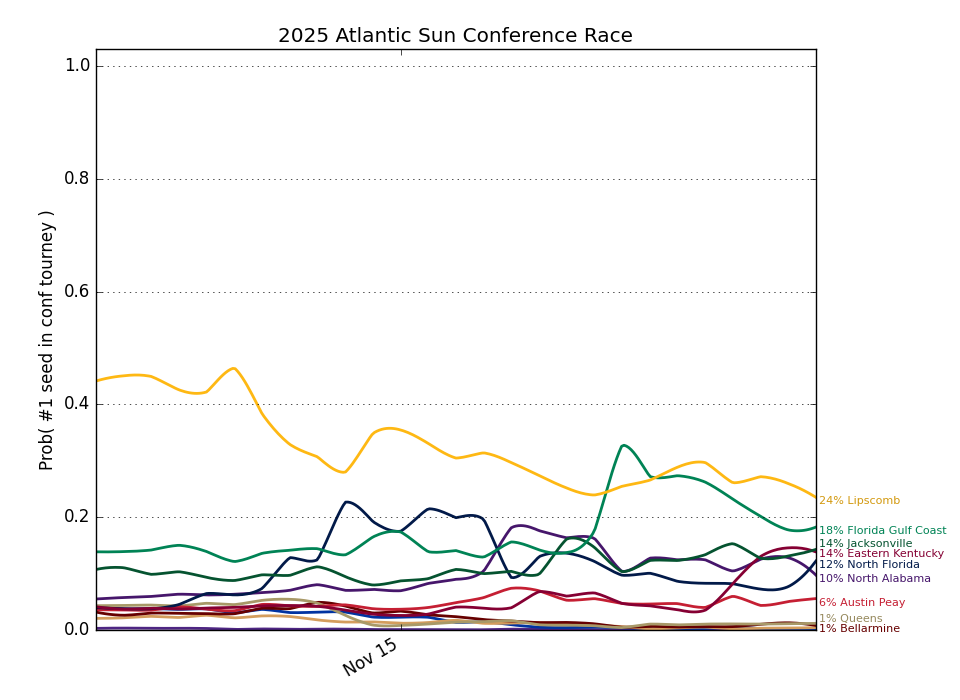 2025 Atlantic Sun Conference Race
Prob( #1 seed in conf tourney )
1.0
0.8
0.6
0.4
0.2
0.0
Nov 15
24% Lipscomb
18% Florida Gulf Coast
14% Jacksonville
14% Eastern Kentucky
12% North Florida
10% North Alabama
6% Austin Peay
1% Queens
1% Bellarmine